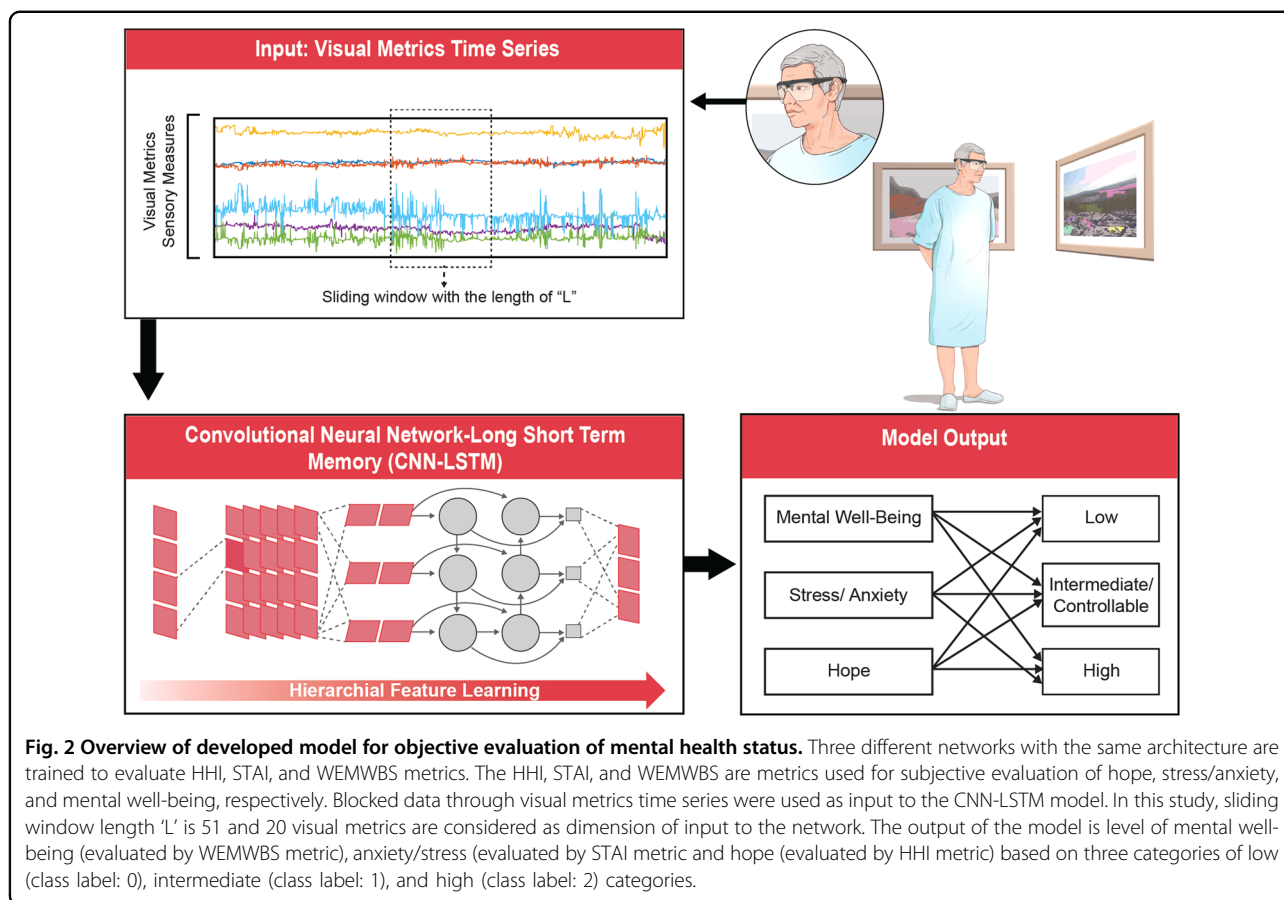 Input: Visual Metrics Time Series
Visual Metrics
Sensory Measures
Sliding window with the length of “L”
Convolutional Neural Network-Long Short Term
Memory (CNN-LSTM)
Hierarchial Feature Learning
Model Output
Mental Well-Being
Stress/ Anxiety
Hope
Low
Intermediate/
Controllable
High
Fig. 2 Overview of developed model for objective evaluation of mental health status. Three different networks with the same architecture are
trained to evaluate HHI, STAI, and WEMWBS metrics. The HHI, STAI, and WEMWBS are metrics used for subjective evaluation of hope, stress/anxiety,
and mental well-being, respectively. Blocked data through visual metrics time series were used as input to the CNN-LSTM model. In this study, sliding
window length ‘L’ is 51 and 20 visual metrics are considered as dimension of input to the network. The output of the model is level of mental well-
being (evaluated by WEMWBS metric), anxiety/stress (evaluated by STAI metric and hope (evaluated by HHI metric) based on three categories of low
(class label: 0), intermediate (class label: 1), and high (class label: 2) categories.